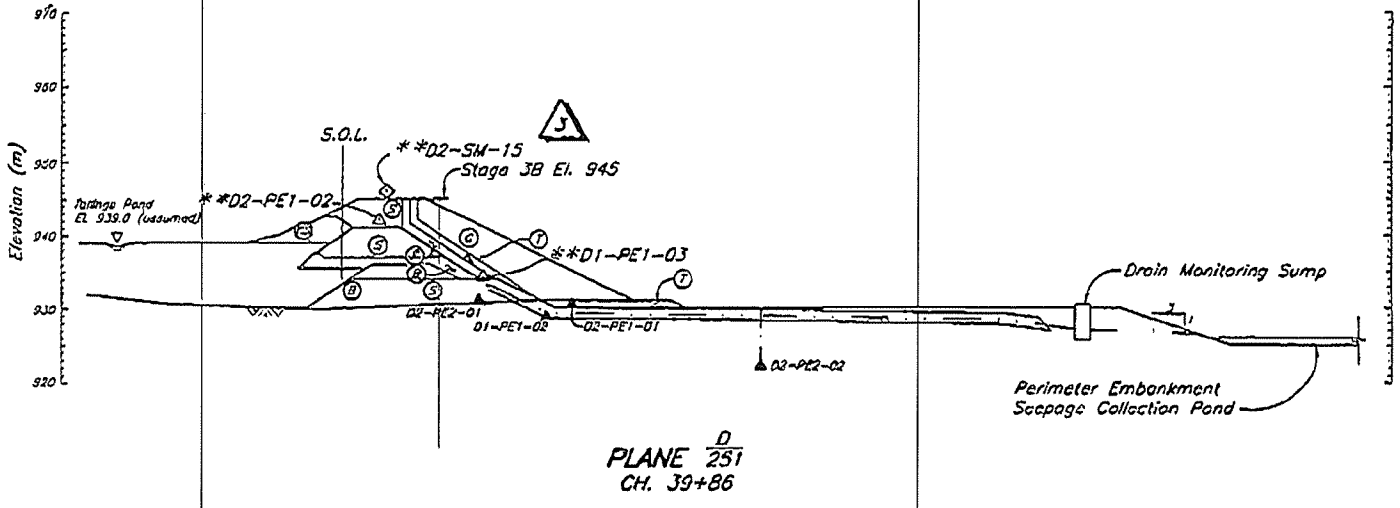 970
960
950
940
930
920
Elevation (m)
S.O.L.
**D2-SM-15
Stage 3B El. 945
3
**D2-PE1-02
Tailings Pond
EL 939.0 (assumed)
S
S
C
T
**D1-PE1-03
B
B
S
T
D2-PE2-01
D1-PE1-02
D2-PE1-01
D2-PE2-02
Drain Monitoring Sump
1
Perimeter Embankment
Seepage Collection Pond
PLANE D
251
CH. 39+86